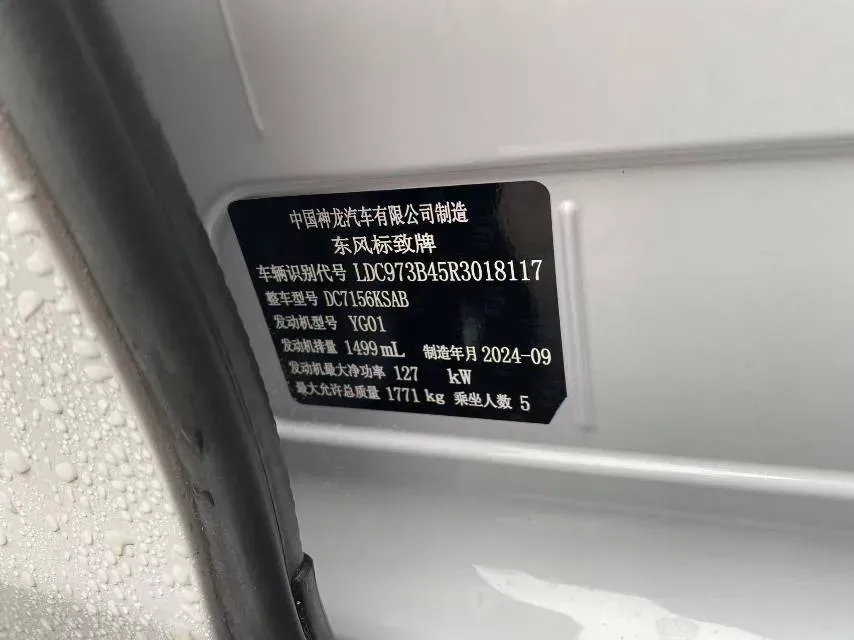 中国神龙汽车有限公司制造
东风标致牌
车辆识别代号 LDC973B45R3018117
整车型号 DC7156KSAB
发动机型号 YG01
发动机排量 1499 mL 制造年月 2024-09
发动机最大净功率 127 kW
最大允许总质量 1771 kg 乘坐人数 5